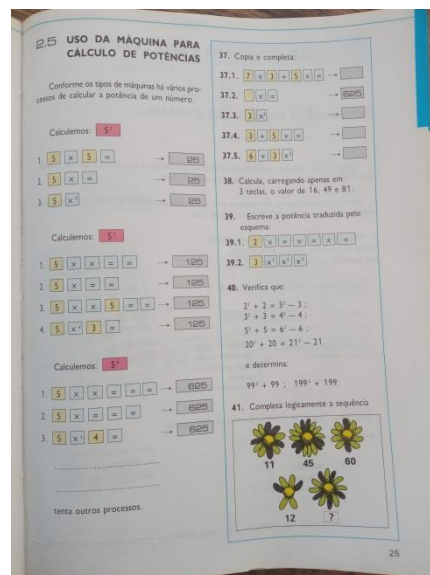 2.5 USO DA MÁQUINA PARA
CÁLCULO DE POTÊNCIAS
Conforme os tipos de máquinas há vários pro-
cessos de calcular a potência de um número.
Calculemos: 5²
1. 5 × 5 = → 25
2. 5 × = → 25
3. 5 x² → 25
Calculemos: 5³
1. 5 × × = = → 125
2. 5 × = = → 125
3. 5 × × 5 = = → 125
4. 5 xʸ 3 = → 125
Calculemos: 5⁴
1. 5 × × = = = → 625
2. 5 × = = = → 625
3. 5 xʸ 4 = → 625
tenta outros processos.
37. Copia e completa:
37.1. 7 × 3 + 5 × = →
37.2. × = → 625
37.3. 3 x² →
37.4. 3 + 5 × = →
37.5. 6 + 3 x² →
38. Calcula, carregando apenas em
3 teclas, o valor de 16, 49 e 81.
39. Escreve a potência traduzida pelo
esquema:
39.1. 2 × = × = × =
39.2. 3 x² x² x²
40. Verifica que:
2² + 2 = 3² — 3 ;
3² + 3 = 4² — 4 ;
5² + 5 = 6² — 6 ;
20² + 20 = 21² — 21
e determina:
99² + 99 ; 199² + 199.
41. Completa logicamente a sequência
11 45 60
12 ?
25